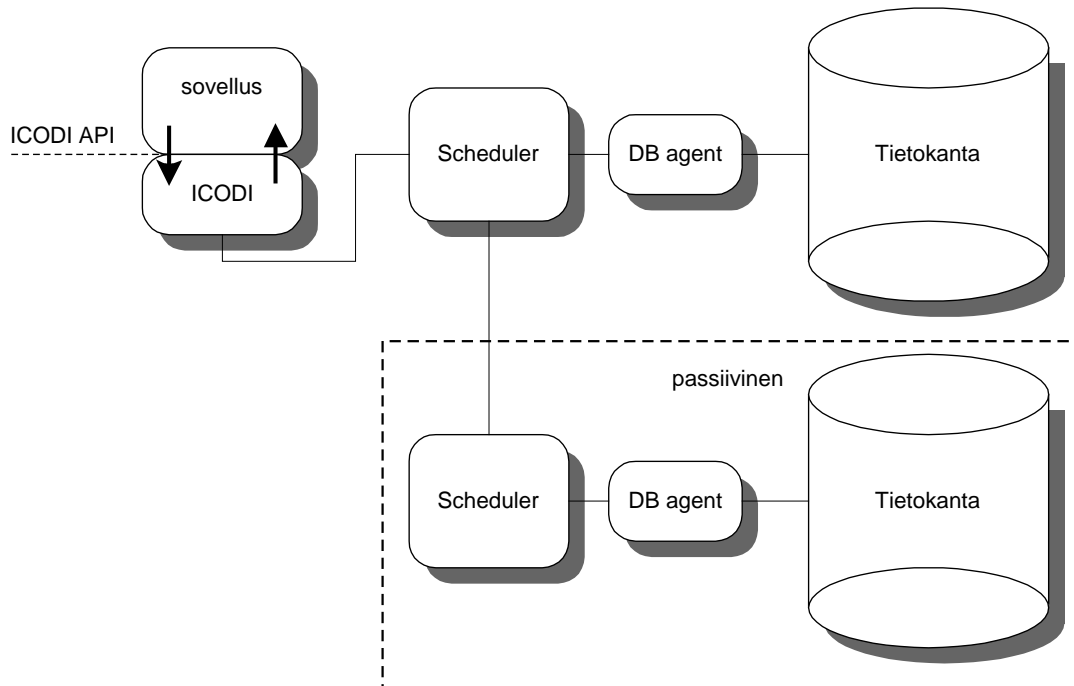 sovellus
ICODI API
ICODI
Scheduler
DB agent
Tietokanta
passiivinen
Scheduler
DB agent
Tietokanta